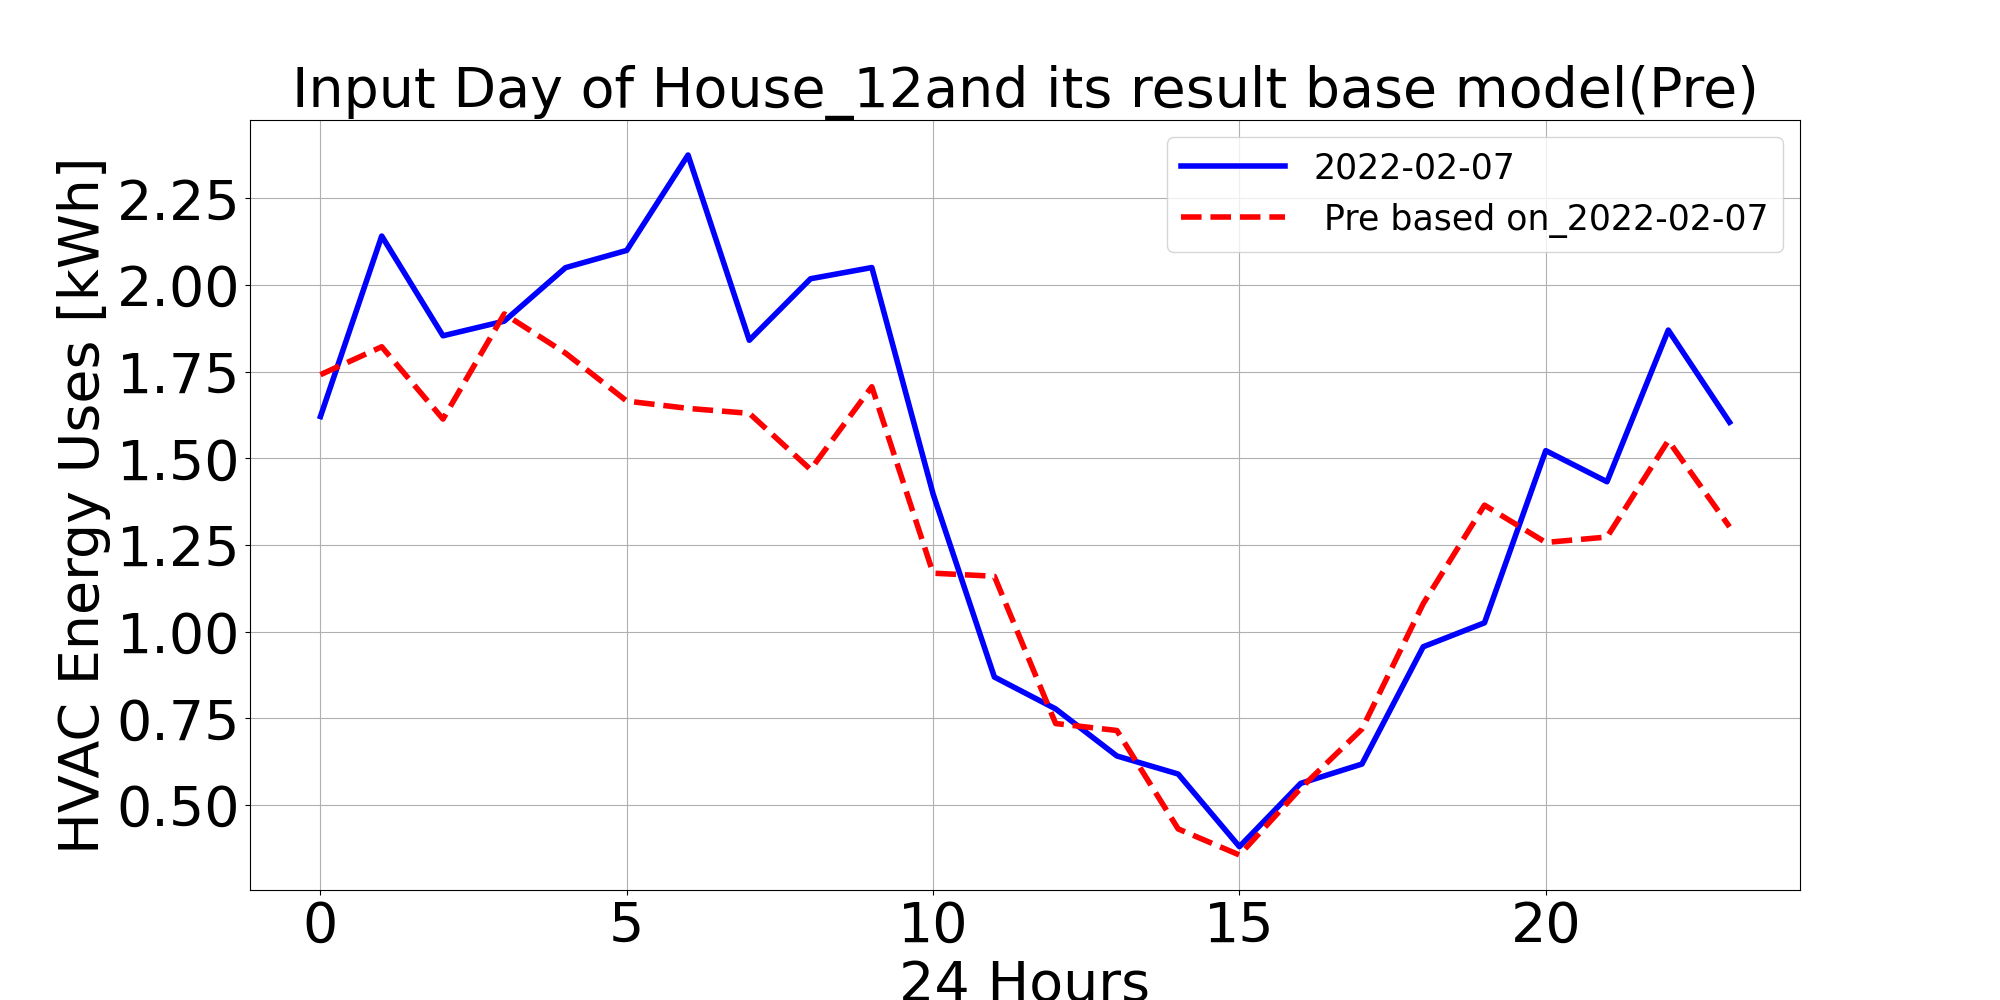 Input Day of House_12and its result base model(Pre)
HVAC Energy Uses [kWh]
2.25
2.00
1.75
1.50
1.25
1.00
0.75
0.50
2022-02-07
Pre based on_2022-02-07
0 5 10 15 20
24 Hours